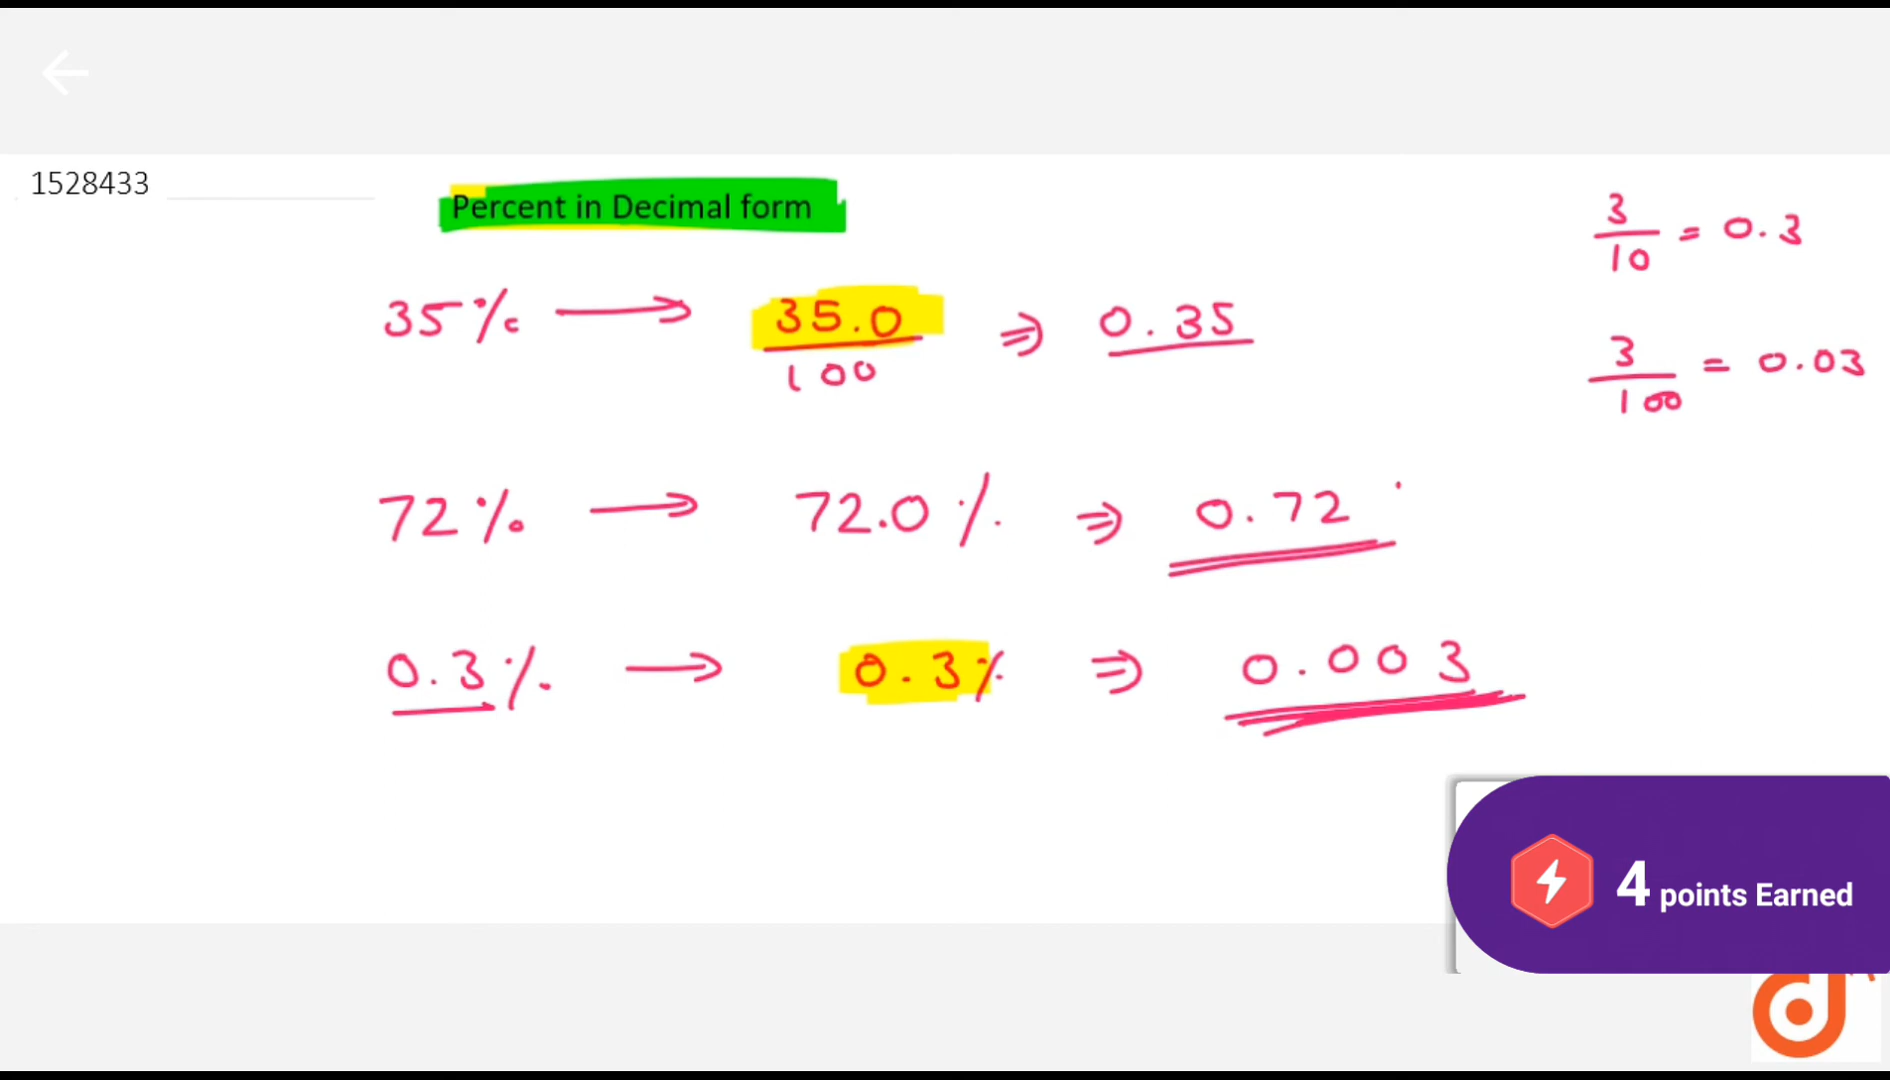 1528433
Percent in Decimal form
35% → 35.0/100 ⇒ 0.35
3/10 = 0.3
3/100 = 0.03
72% → 72.0% ⇒ 0.72
0.3% → 0.3% ⇒ 0.003
4 points Earned